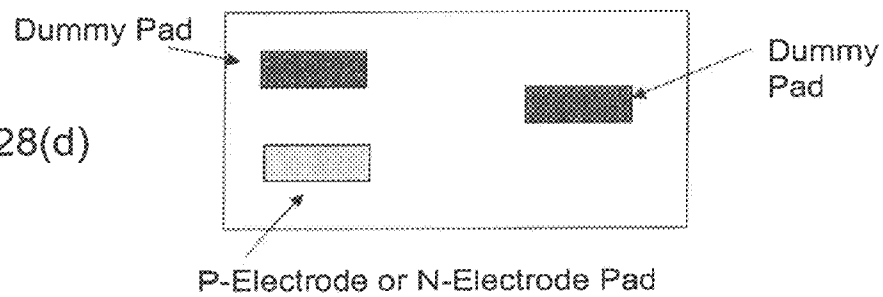 Dummy Pad
Dummy
Pad
28(d)
P-Electrode or N-Electrode Pad